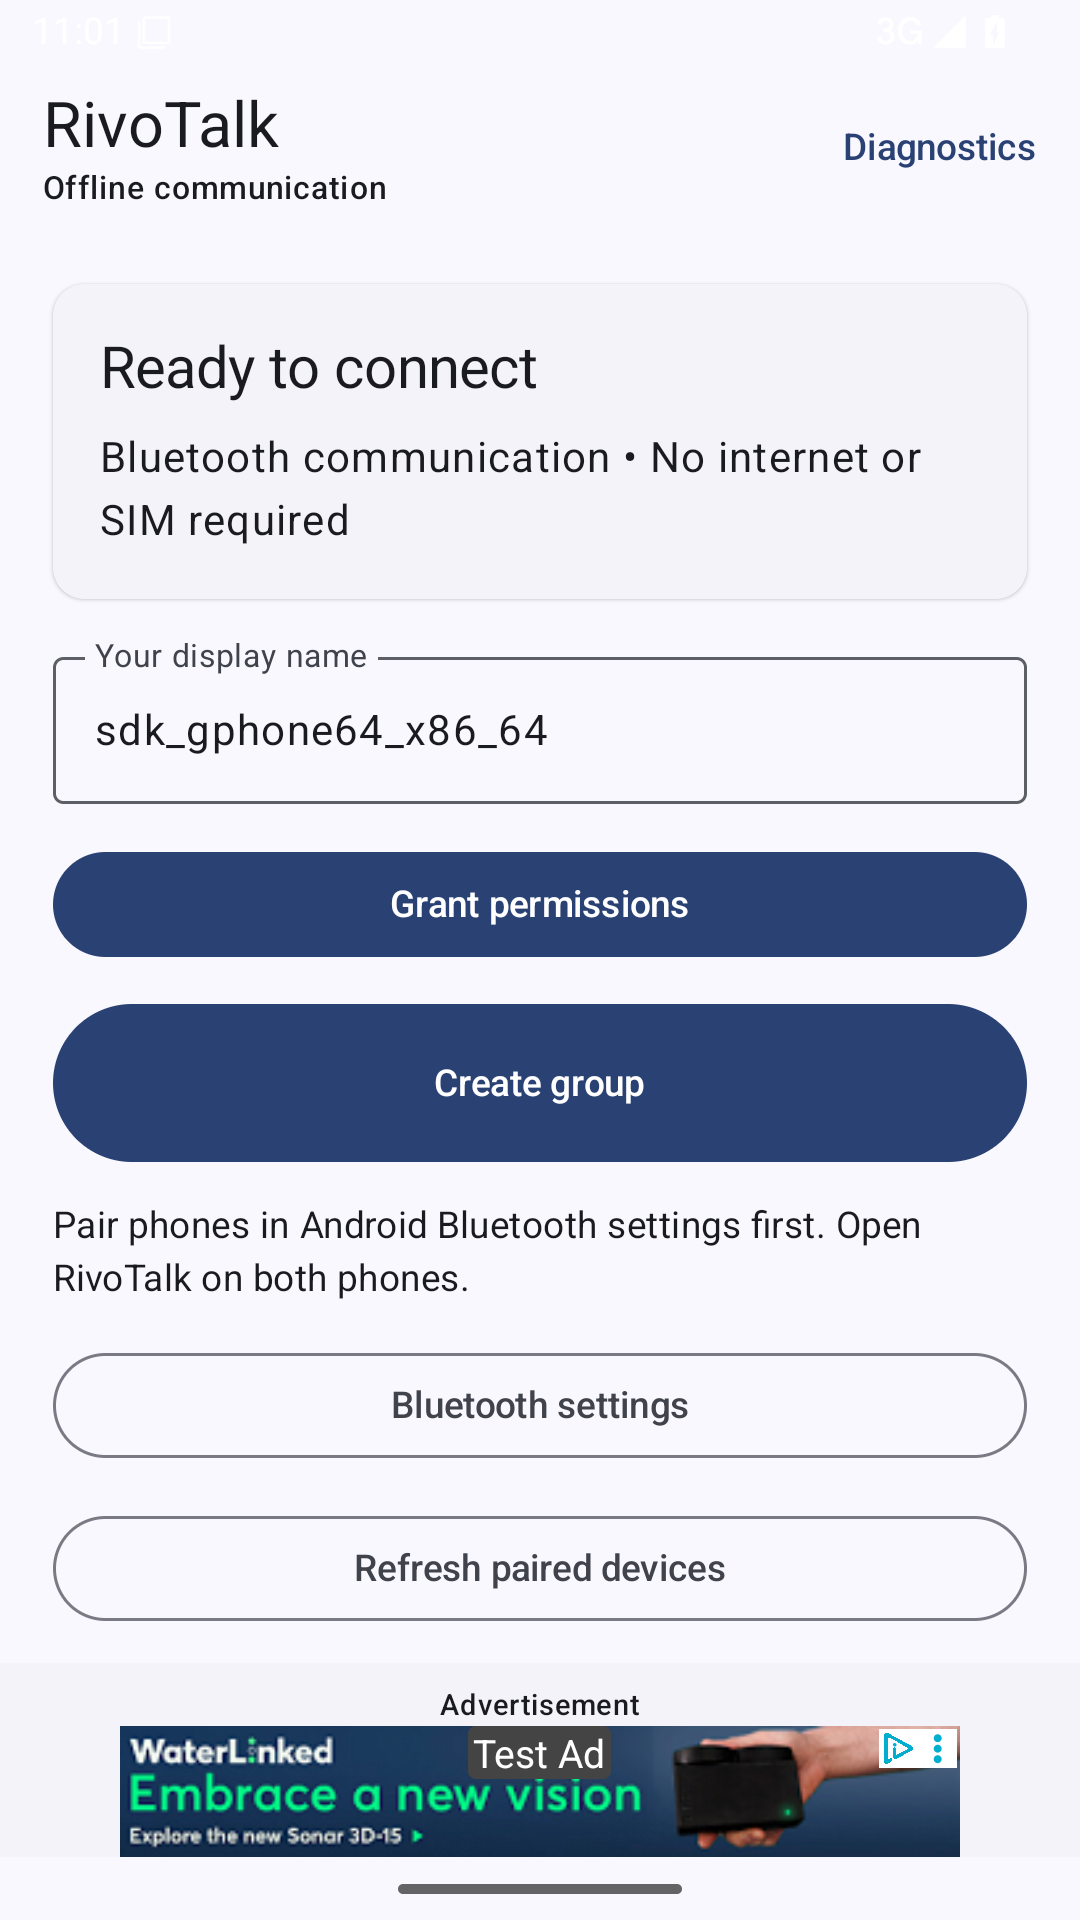 11:01
3G
RivoTalk
Offline communication
Diagnostics
Ready to connect
Bluetooth communication • No internet or
SIM required
Your display name
sdk_gphone64_x86_64
Grant permissions
Create group
Pair phones in Android Bluetooth settings first. Open
RivoTalk on both phones.
Bluetooth settings
Refresh paired devices
Advertisement
WaterLinked
Test Ad
Embrace a new vision
Explore the new Sonar 3D-15